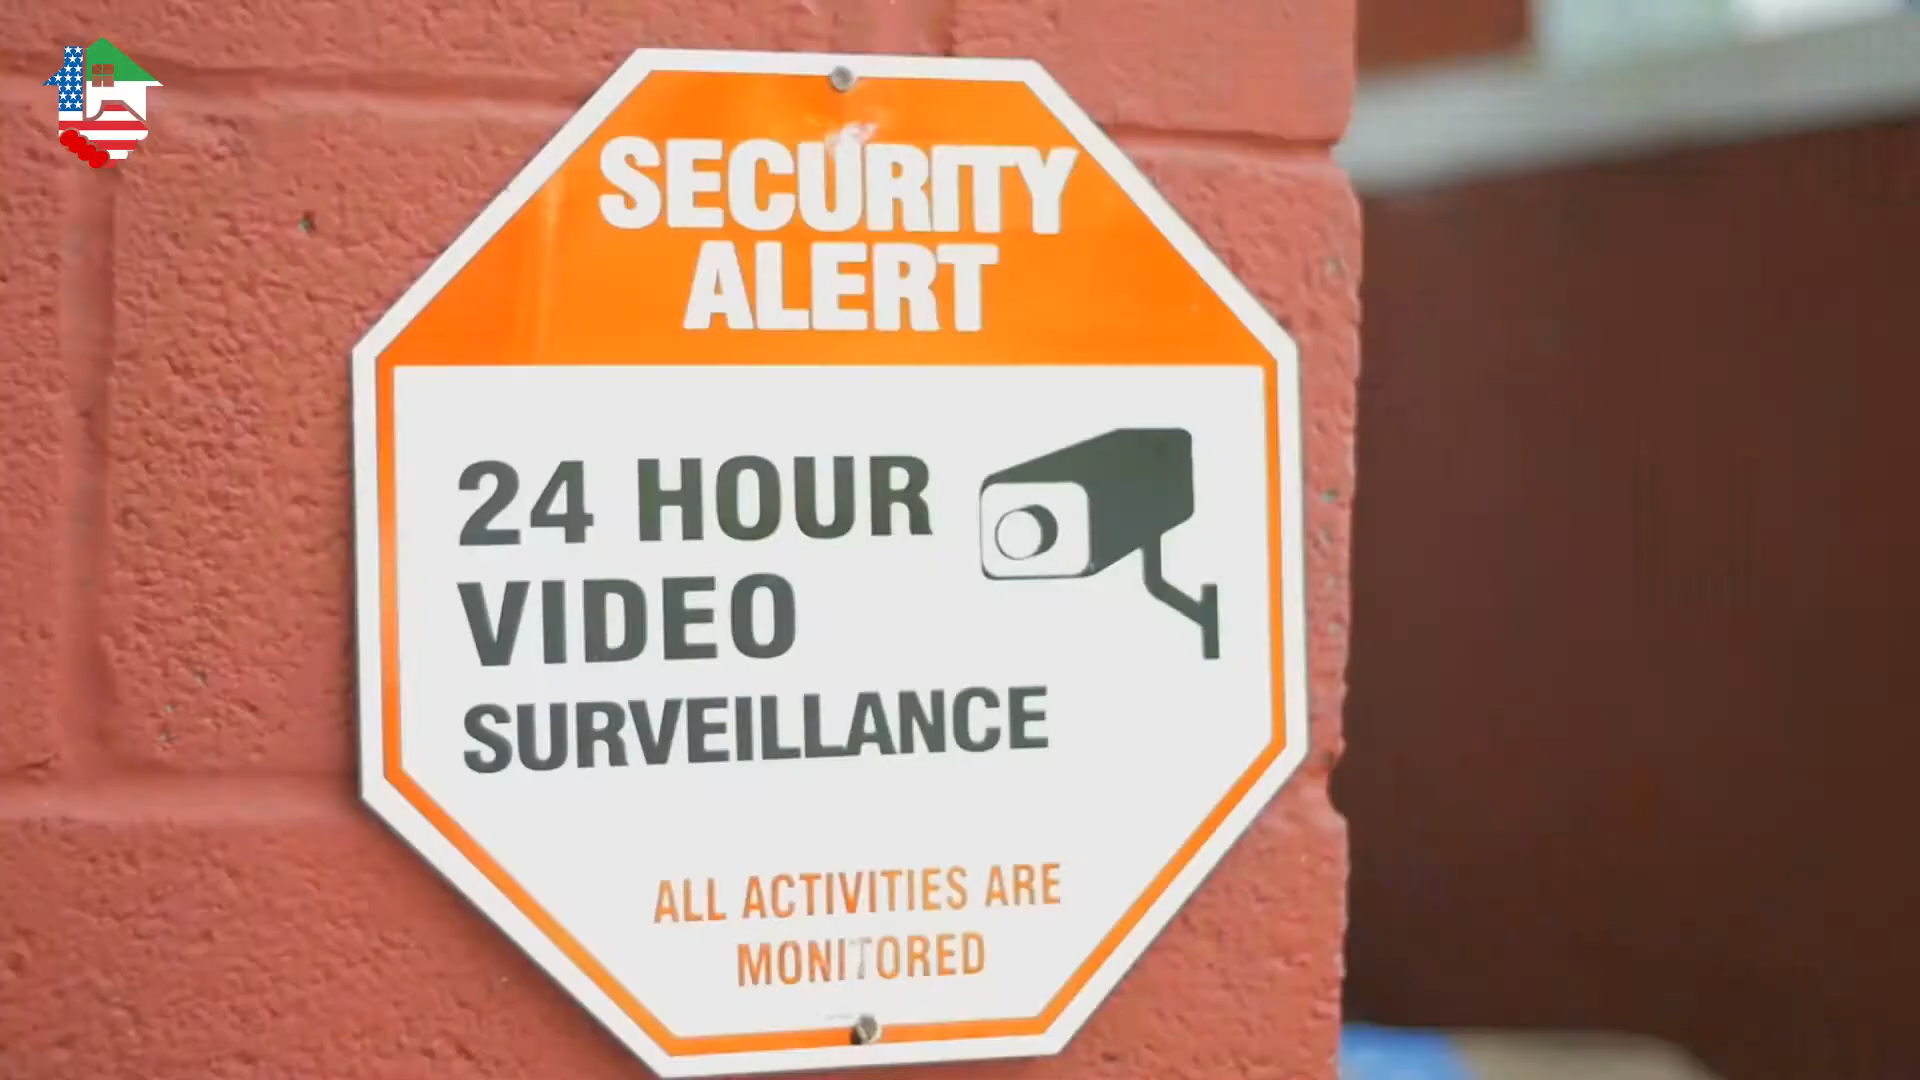 SECURITY
ALERT
24 HOUR
VIDEO
SURVEILLANCE
ALL ACTIVITIES ARE
MONITORED